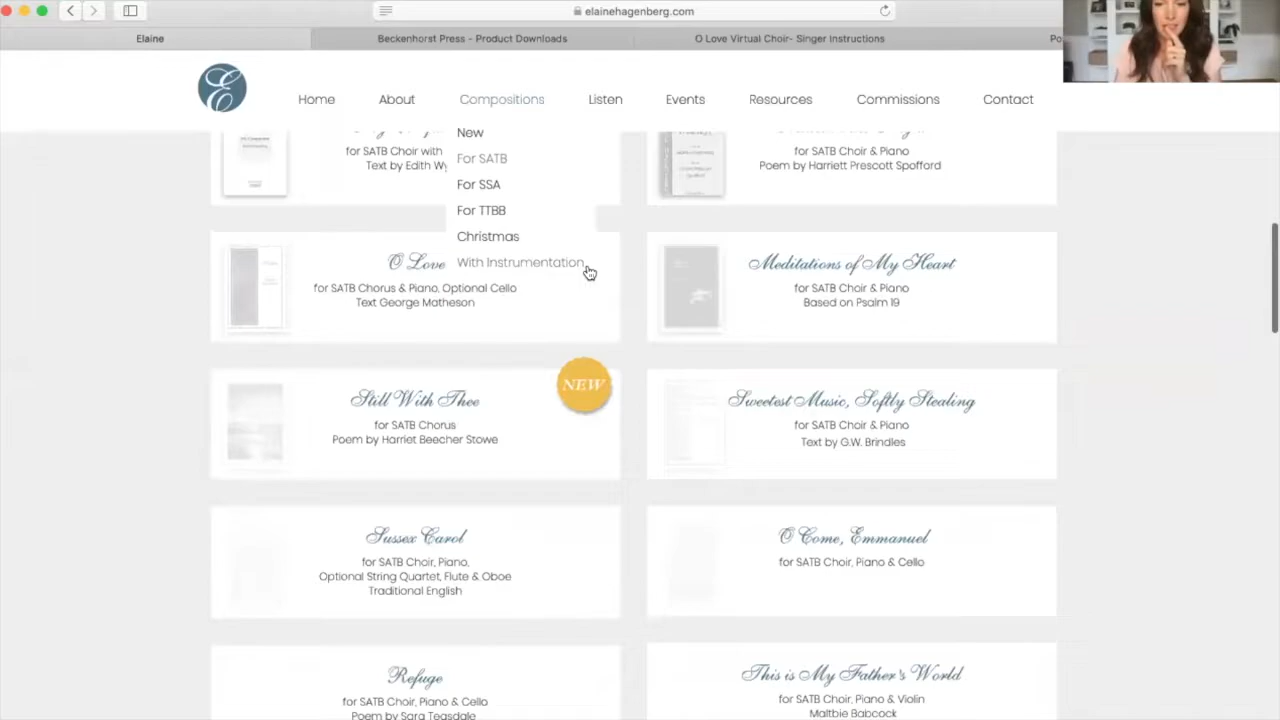 elainehagenberg.com
Elaine
Beckenhorst Press - Product Downloads
O Love Virtual Choir- Singer Instructions
Po
E
Home
About
Compositions
Listen
Events
Resources
Commissions
Contact
New
For SATB
For SSA
For TTBB
Christmas
With Instrumentation
for SATB Choir with
Text by Edith Wy
for SATB Choir & Piano
Poem by Harriett Prescott Spofford
O Love
for SATB Chorus & Piano, Optional Cello
Text George Matheson
Meditations of My Heart
for SATB Choir & Piano
Based on Psalm 19
NEW
Still With Thee
for SATB Chorus
Poem by Harriet Beecher Stowe
Sweetest Music, Softly Stealing
for SATB Choir & Piano
Text by G.W. Brindles
Sussex Carol
for SATB Choir, Piano,
Optional String Quartet, Flute & Oboe
Traditional English
O Come, Emmanuel
for SATB Choir, Piano & Cello
Refuge
for SATB Choir, Piano & Cello
Poem by Sara Teasdale
This is My Father's World
for SATB Choir, Piano & Violin
Maltbie Babcock